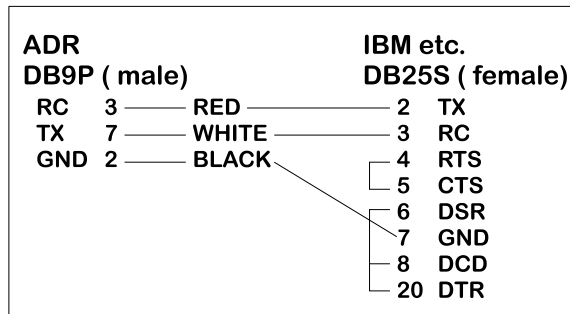 ADR IBM etc.
DB9P ( male) DB25S ( female)
RC 3 RED 2 TX
TX 7 WHITE 3 RC
GND 2 BLACK 4 RTS
5 CTS
6 DSR
7 GND
8 DCD
20 DTR